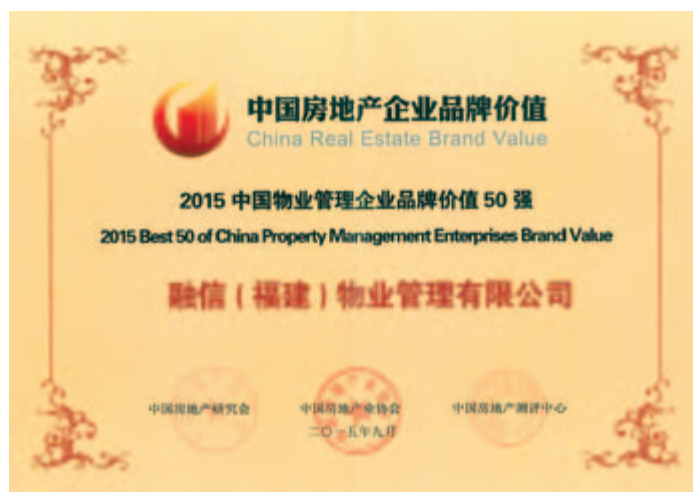 中国房地产企业品牌价值
China Real Estate Brand Value
2015 中国物业管理企业品牌价值 50 强
2015 Best 50 of China Property Management Enterprises Brand Value
融信（福建）物业管理有限公司
中国房地产研究会 中国房地产业协会 中国房地产测评中心
二〇一五年九月